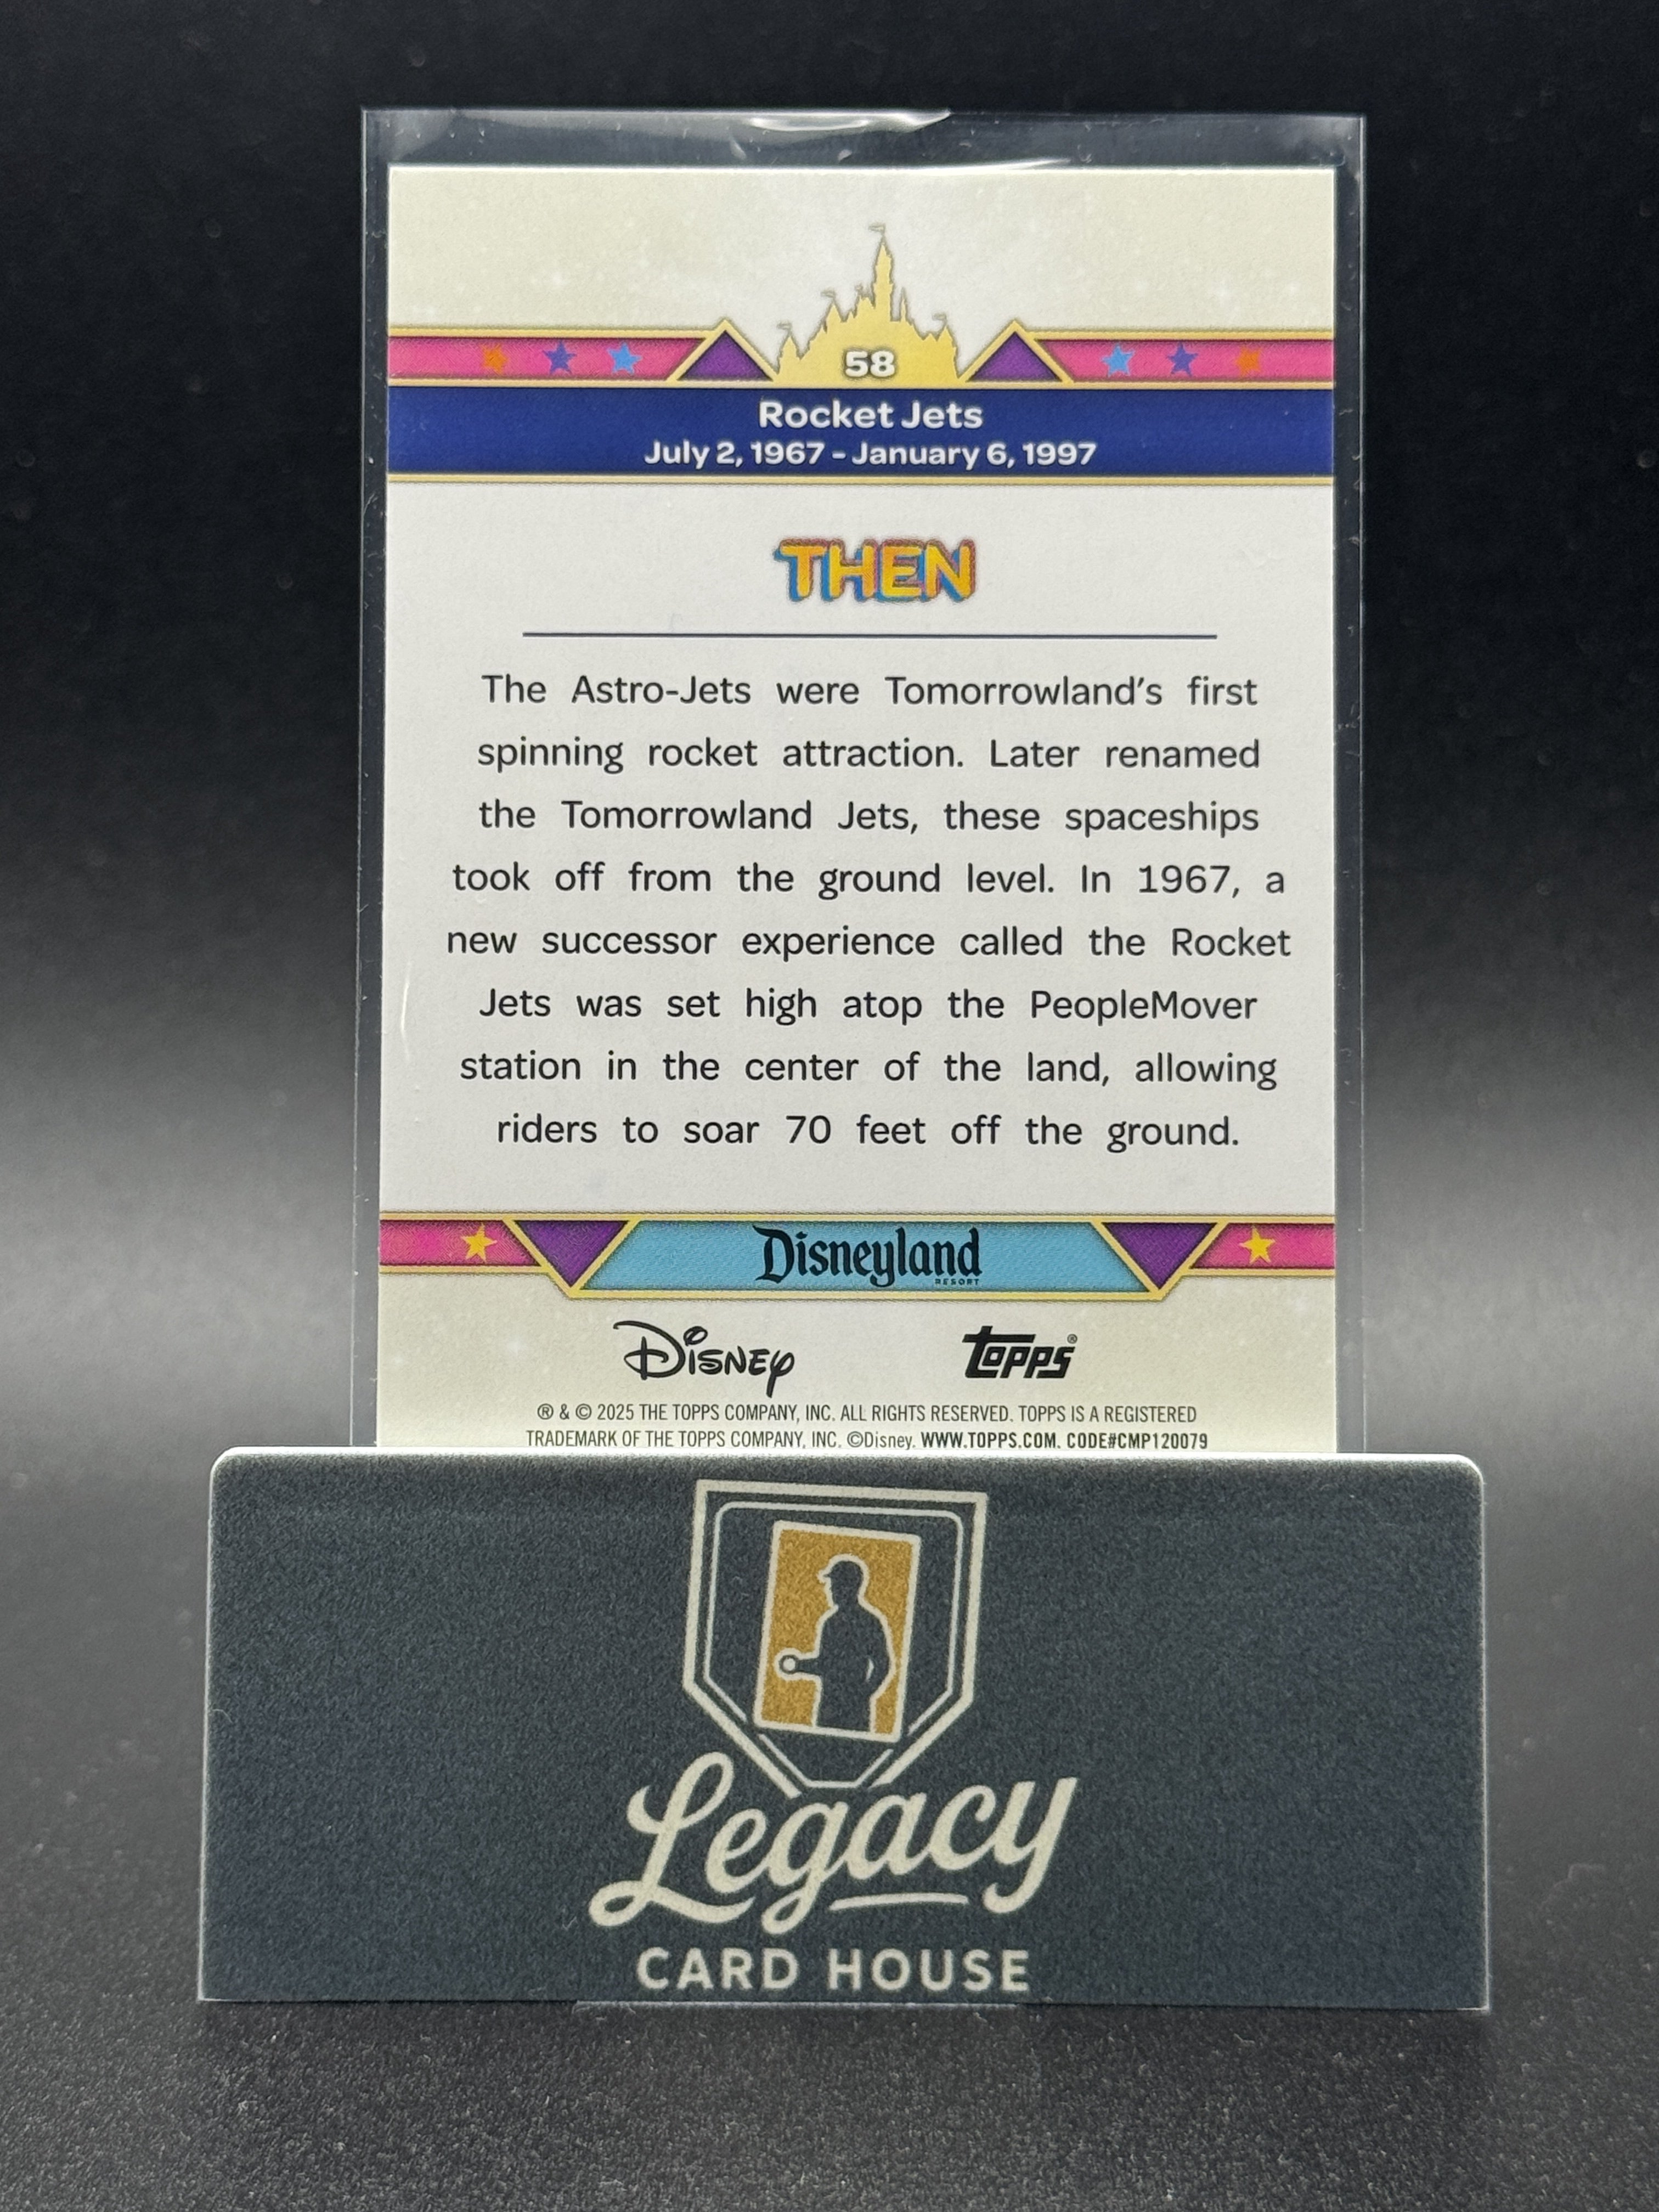 58
Rocket Jets
July 2, 1967 - January 6, 1997
THEN
The Astro-Jets were Tomorrowland's first
spinning rocket attraction. Later renamed
the Tomorrowland Jets, these spaceships
took off from the ground level. In 1967, a
new successor experience called the Rocket
Jets was set high atop the PeopleMover
station in the center of the land, allowing
riders to soar 70 feet off the ground.
Disneyland
RESORT
Disney topps®
® & © 2025 THE TOPPS COMPANY, INC. ALL RIGHTS RESERVED. TOPPS IS A REGISTERED
TRADEMARK OF THE TOPPS COMPANY, INC. ©Disney. WWW.TOPPS.COM. CODE#CMP120079
Legacy
CARD HOUSE